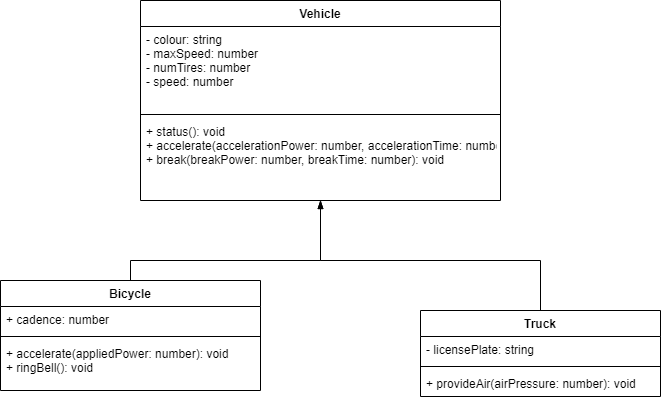 Vehicle
- colour: string
- maxSpeed: number
- numTires: number
- speed: number
+ status(): void
+ accelerate(accelerationPower: number, accelerationTime: numb
+ break(breakPower: number, breakTime: number): void
Bicycle
+ cadence: number
+ accelerate(appliedPower: number): void
+ ringBell(): void
Truck
- licensePlate: string
+ provideAir(airPressure: number): void